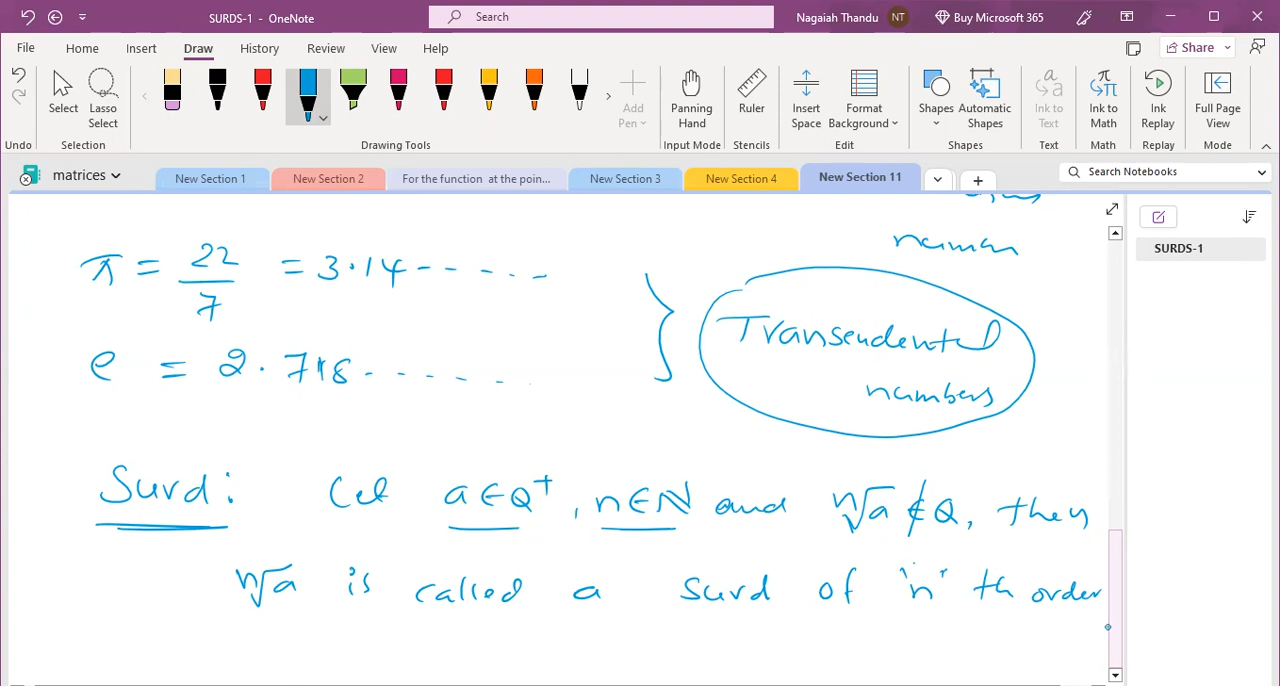 SURDS-1 - OneNote
Search
Nagaiah Thandu NT
Buy Microsoft 365
File Home Insert Draw History Review View Help
Share
Select Lasso Select
Add Pen
Panning Hand
Ruler
Insert Space
Format Background
Shapes
Automatic Shapes
Ink to Text
Ink to Math
Ink Replay
Full Page View
Undo Selection Drawing Tools Input Mode Stencils Edit Shapes Text Math Replay Mode
matrices
New Section 1 New Section 2 For the function at the poin... New Section 3 New Section 4 New Section 11
Search Notebooks
SURDS-1
π = 22/7 = 3.14------
e = 2.718-----
Transendental
numbers
Surd: Let a∈Q⁺, n∈N and ⁿ√a ∉ Q, then
ⁿ√a is called a surd of 'n' th order